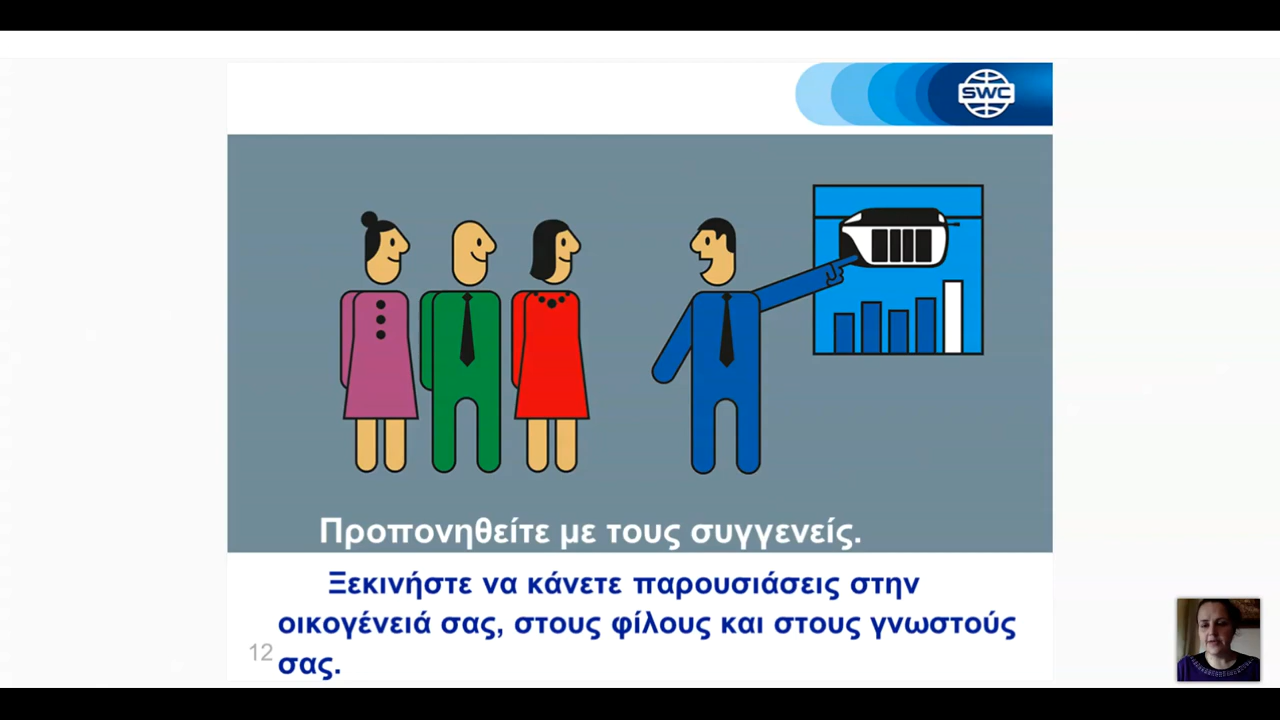 SWC
Προπονηθείτε με τους συγγενείς.
Ξεκινήστε να κάνετε παρουσιάσεις στην
οικογένειά σας, στους φίλους και στους γνωστούς
σας.
12